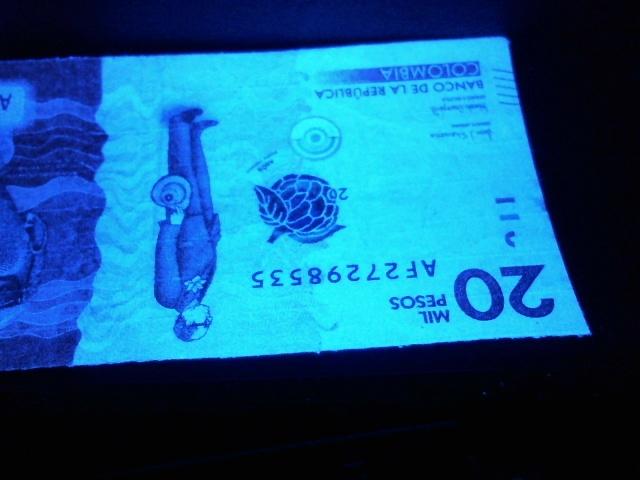 20
MIL
PESOS
AF27298535
20
BANCO DE LA REPÚBLICA
COLOMBIA
A